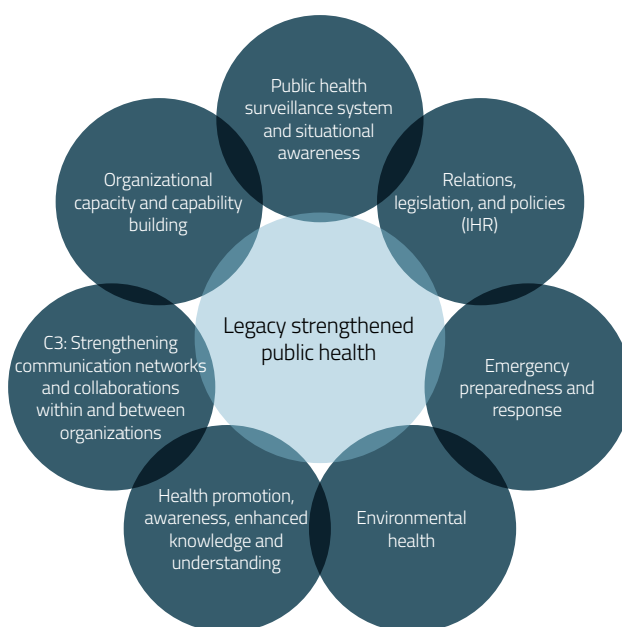 Public health
surveillance system
and situational
awareness
Relations,
legislation, and policies
(IHR)
Emergency
preparedness and
response
Environmental
health
Health promotion,
awareness, enhanced
knowledge and
understanding
C3: Strengthening
communication networks
and collaborations
within and between
organizations
Organizational
capacity and capability
building
Legacy strengthened
public health